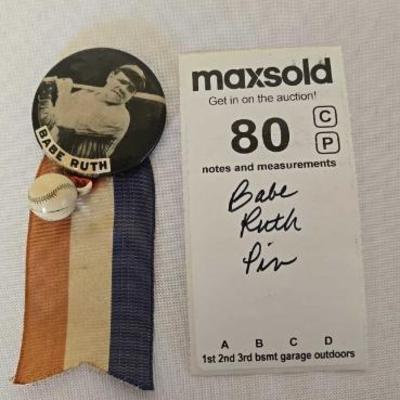 BABE RUTH
maxsold
Get in on the auction!
80
C
P
notes and measurements
Babe
Ruth
Pin
A B C D
1st 2nd 3rd bsmt garage outdoors